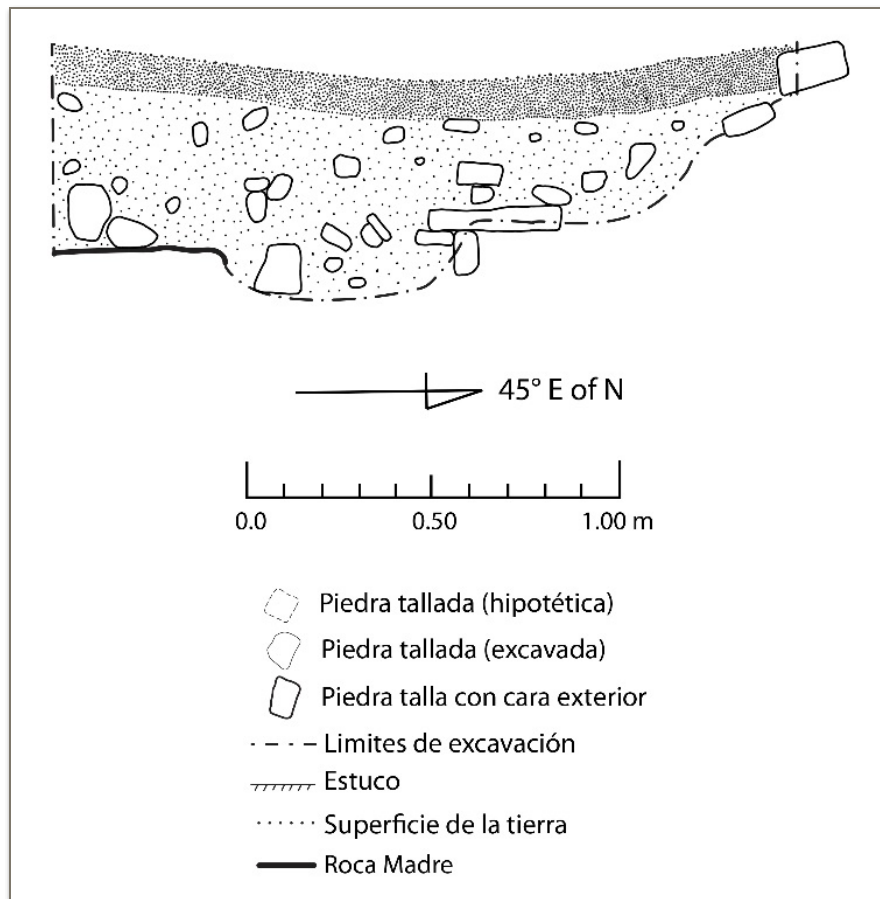 45° E of N
0.0 0.50 1.00 m
Piedra tallada (hipotética)
Piedra tallada (excavada)
Piedra talla con cara exterior
Limites de excavación
Estuco
Superficie de la tierra
Roca Madre